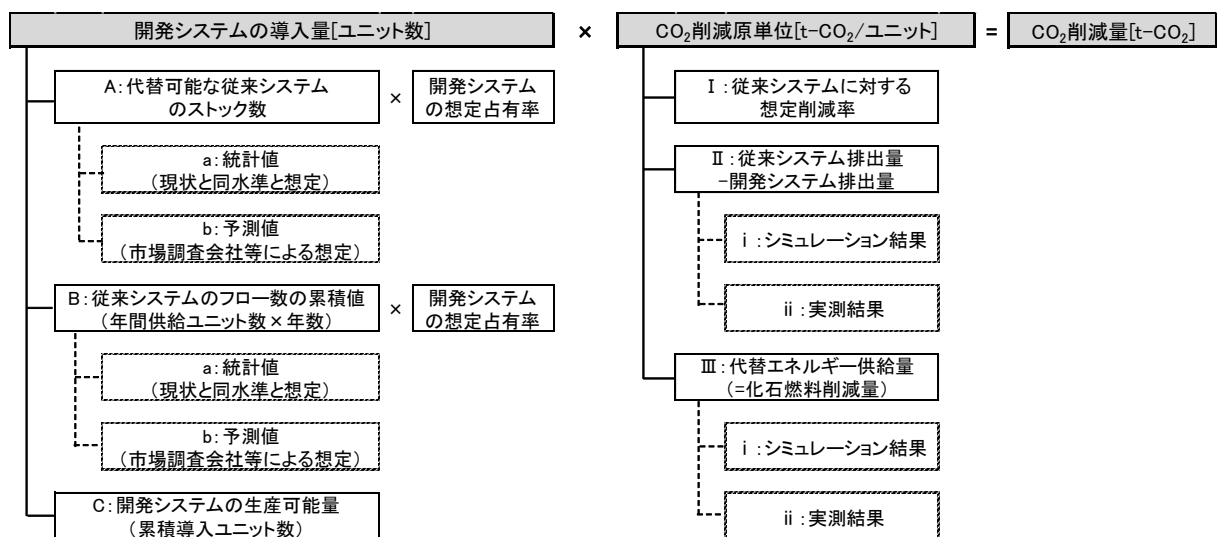 開発システムの導入量[ユニット数]
×
CO₂削減原単位[t-CO₂/ユニット]
=
CO₂削減量[t-CO₂]
A:代替可能な従来システム
のストック数
×
開発システム
の想定占有率
a:統計値
(現状と同水準と想定)
b:予測値
(市場調査会社等による想定)
B:従来システムのフロー数の累積値
(年間供給ユニット数×年数)
×
開発システム
の想定占有率
a:統計値
(現状と同水準と想定)
b:予測値
(市場調査会社等による想定)
C:開発システムの生産可能量
(累積導入ユニット数)
Ⅰ:従来システムに対する
想定削減率
Ⅱ:従来システム排出量
-開発システム排出量
ⅰ:シミュレーション結果
ⅱ:実測結果
Ⅲ:代替エネルギー供給量
(=化石燃料削減量)
ⅰ:シミュレーション結果
ⅱ:実測結果